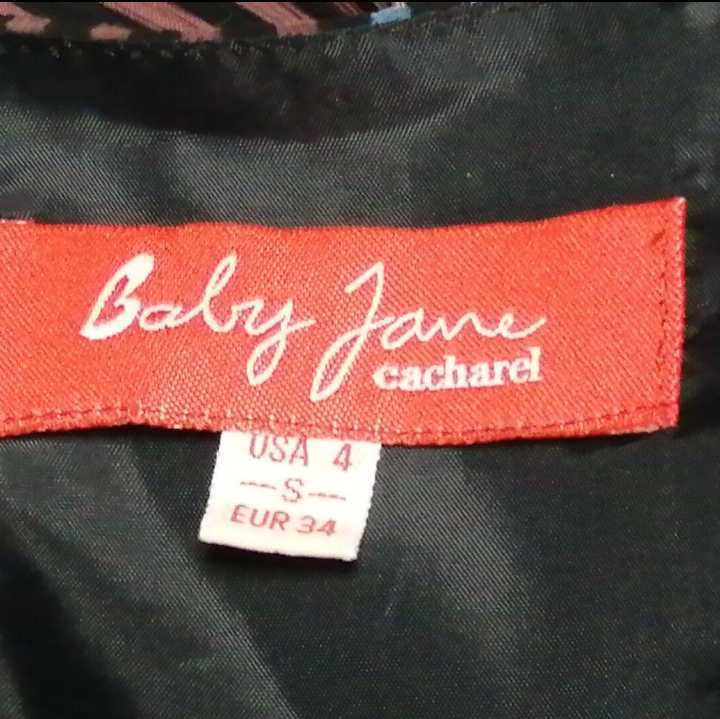 Baby Jane
cacharel
USA 4
—S—
EUR 34